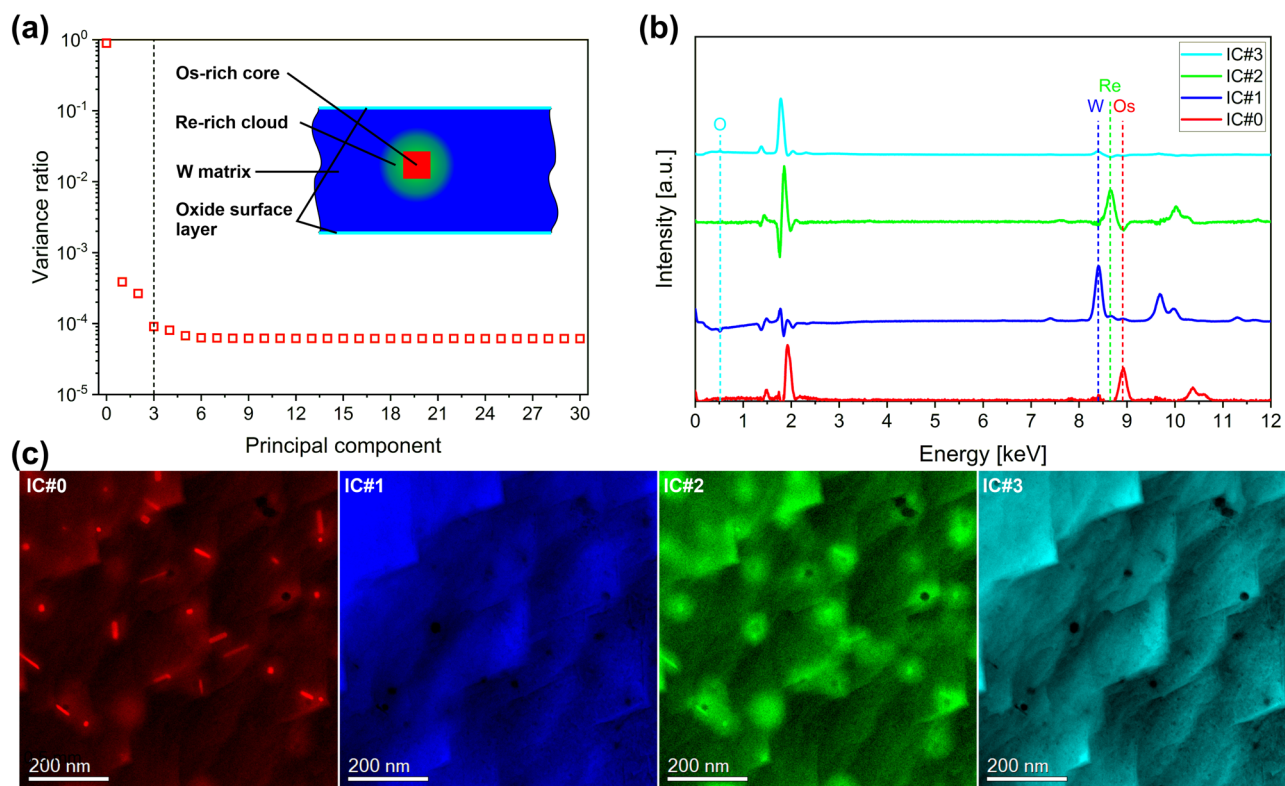 (a)
10⁰
10⁻¹
10⁻²
10⁻³
10⁻⁴
10⁻⁵
Variance ratio
Os-rich core
Re-rich cloud
W matrix
Oxide surface
layer
0 3 6 9 12 15 18 21 24 27 30
Principal component
(b)
Intensity [a.u.]
IC#3
IC#2
IC#1
IC#0
O
W
Re
Os
0 1 2 3 4 5 6 7 8 9 10 11 12
Energy [keV]
(c)
IC#0
200 nm
IC#1
200 nm
IC#2
200 nm
IC#3
200 nm